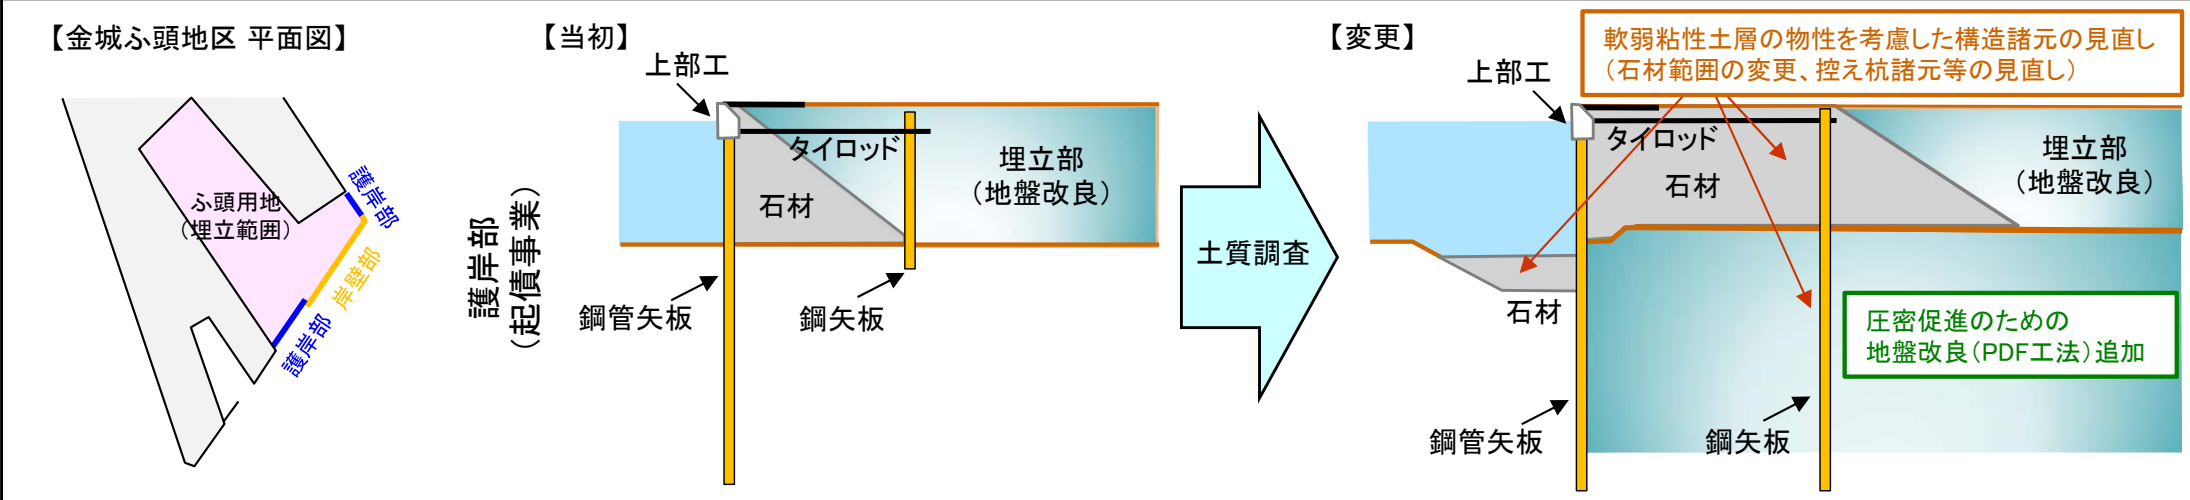 【金城ふ頭地区 平面図】
ふ頭用地
（埋立範囲）
護岸部
岸壁部
護岸部
護岸部
（起債事業）
【当初】
上部工
タイロッド
石材
埋立部
（地盤改良）
鋼管矢板
鋼矢板
土質調査
【変更】
軟弱粘性土層の物性を考慮した構造諸元の見直し
（石材範囲の変更、控え杭諸元等の見直し）
上部工
タイロッド
石材
埋立部
（地盤改良）
石材
圧密促進のための
地盤改良（PDF工法）追加
鋼管矢板
鋼矢板